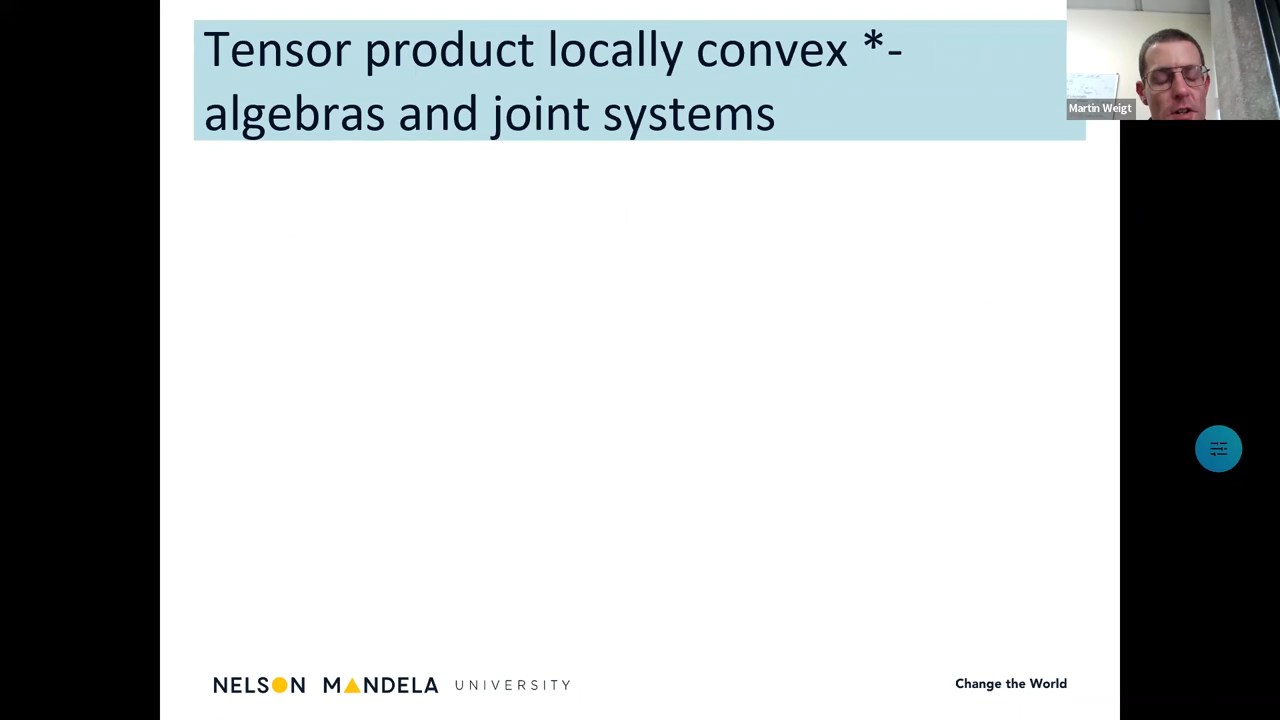 Tensor product locally convex *-
algebras and joint systems
Martin Weigt
NELSON MANDELA UNIVERSITY
Change the World